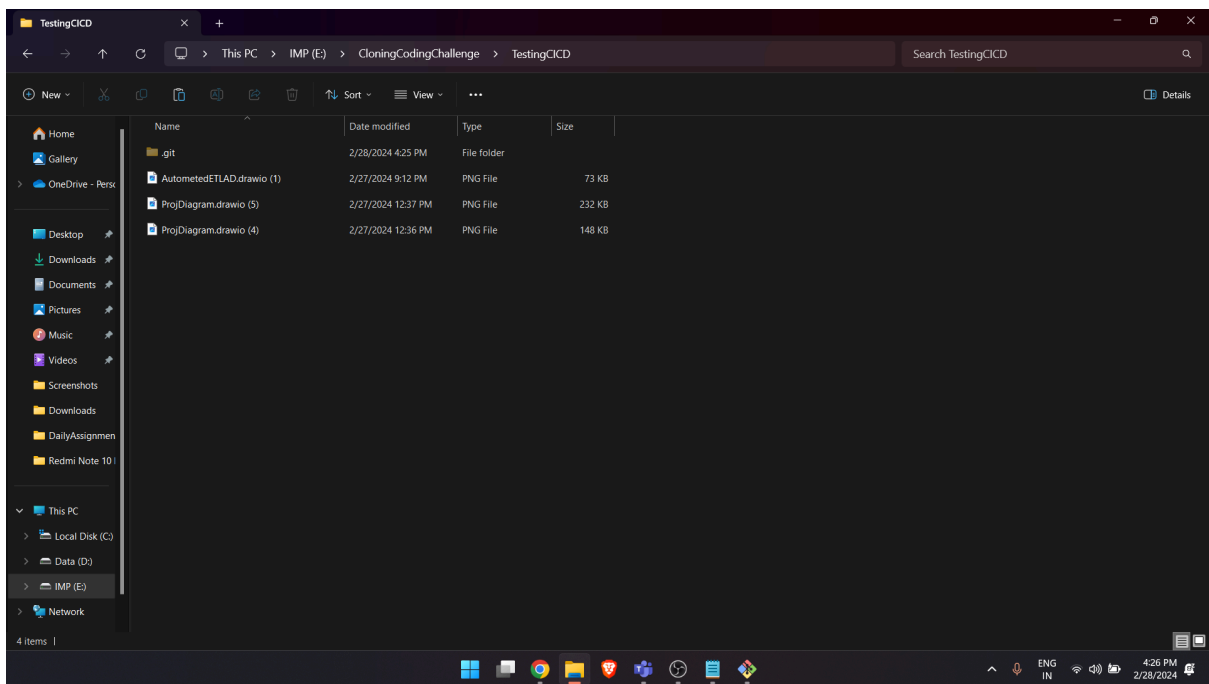 TestingCICD
This PC > IMP (E:) > CloningCodingChallenge > TestingCICD
Search TestingCICD
New Sort View ... Details
Name Date modified Type Size
.git 2/28/2024 4:25 PM File folder
AutometedETLAD.drawio (1) 2/27/2024 9:12 PM PNG File 73 KB
ProjDiagram.drawio (5) 2/27/2024 12:37 PM PNG File 232 KB
ProjDiagram.drawio (4) 2/27/2024 12:36 PM PNG File 148 KB
Home
Gallery
OneDrive - Persc
Desktop
Downloads
Documents
Pictures
Music
Videos
Screenshots
Downloads
DailyAssignmen
Redmi Note 10
This PC
Local Disk (C:)
Data (D:)
IMP (E:)
Network
4 items
ENG
IN
4:26 PM
2/28/2024